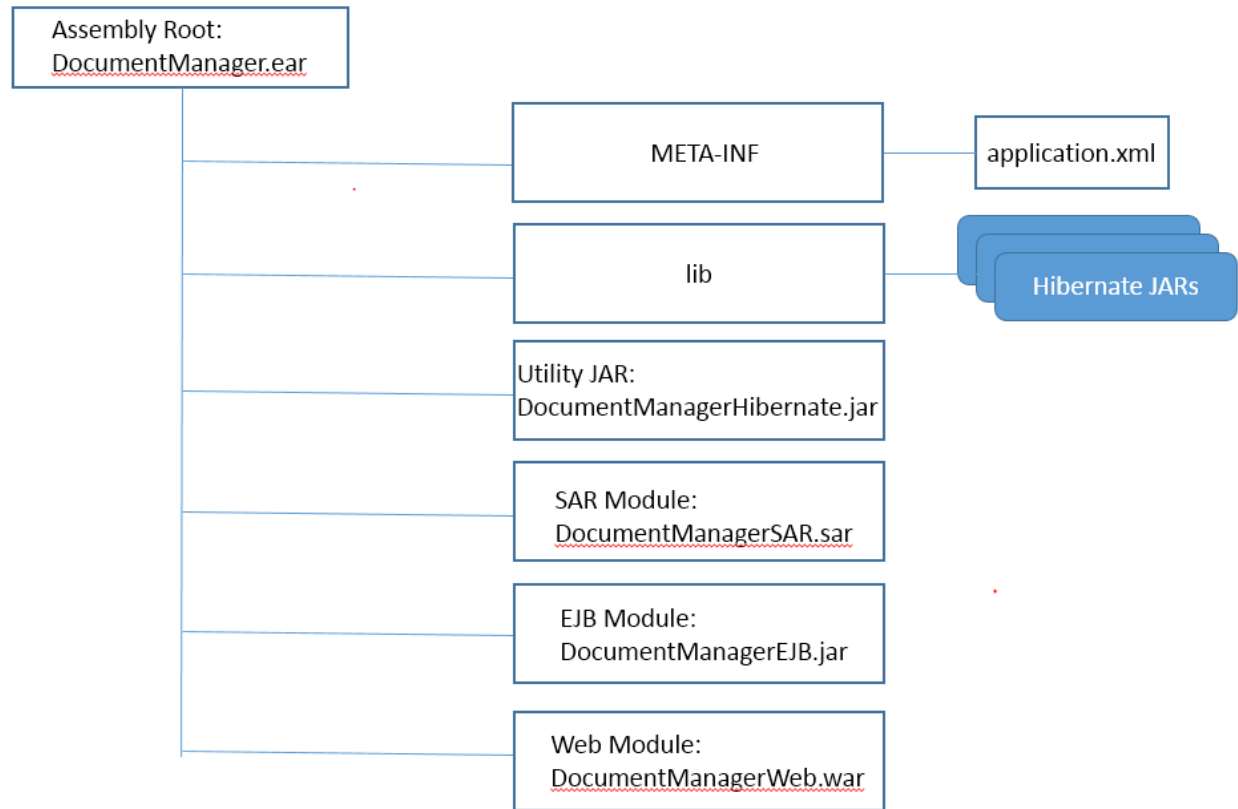 Assembly Root:
DocumentManager.ear
META-INF
application.xml
lib
Hibernate JARs
Utility JAR:
DocumentManagerHibernate.jar
SAR Module:
DocumentManagerSAR.sar
EJB Module:
DocumentManagerEJB.jar
Web Module:
DocumentManagerWeb.war